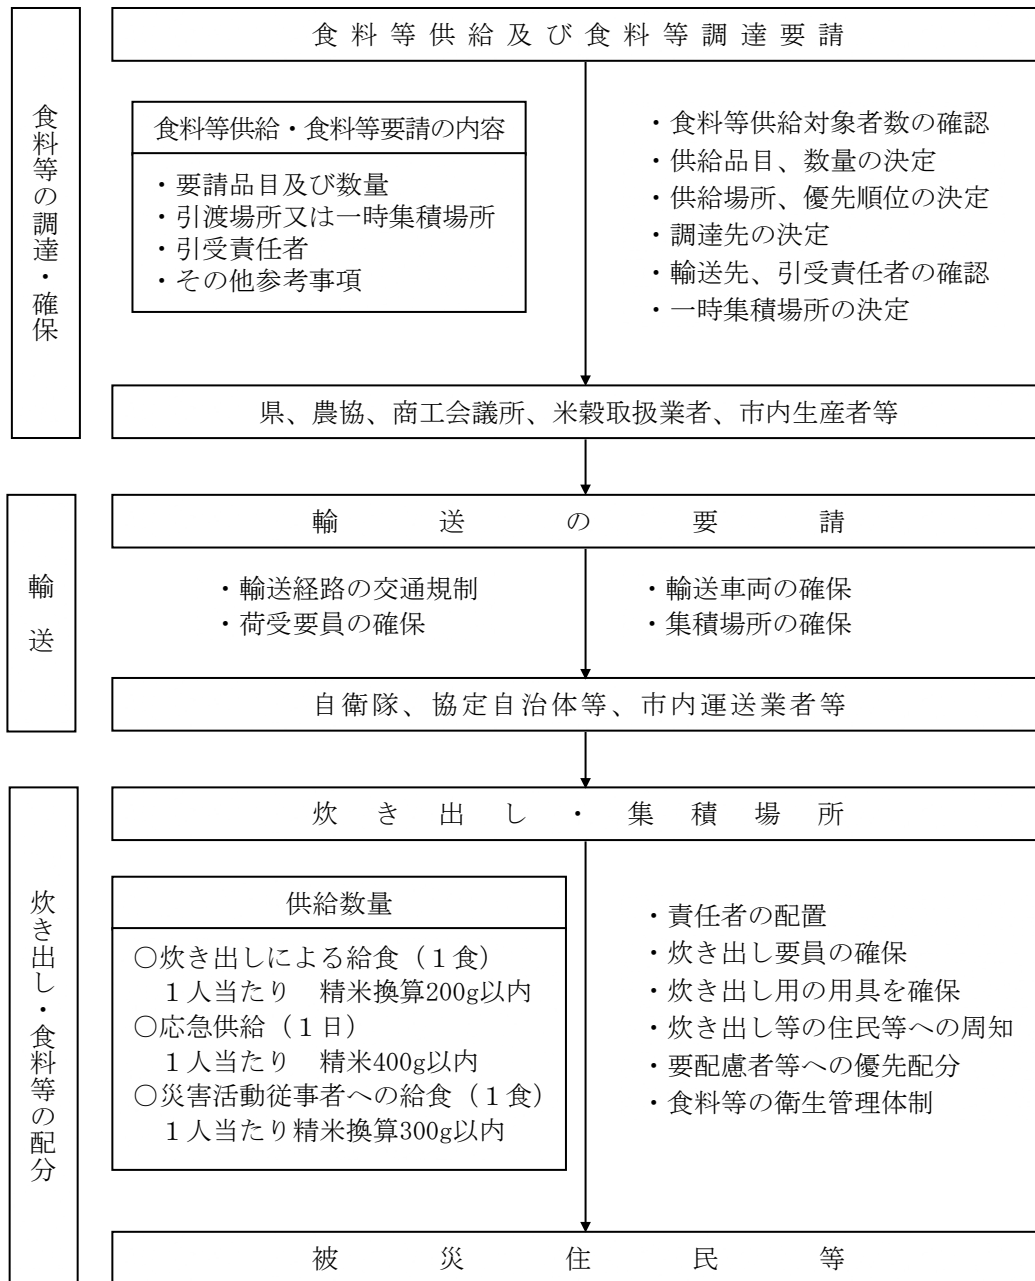 食料等の調達・確保
食料等供給及び食料等調達要請
食料等供給・食料等要請の内容
・要請品目及び数量
・引渡場所又は一時集積場所
・引受責任者
・その他参考事項
・食料等供給対象者数の確認
・供給品目、数量の決定
・供給場所、優先順位の決定
・調達先の決定
・輸送先、引受責任者の確認
・一時集積場所の決定
県、農協、商工会議所、米穀取扱業者、市内生産者等
輸送
輸送の要請
・輸送経路の交通規制
・荷受要員の確保
・輸送車両の確保
・集積場所の確保
自衛隊、協定自治体等、市内運送業者等
炊き出し・食料等の配分
炊き出し・集積場所
供給数量
○炊き出しによる給食（１食）
１人当たり　精米換算200g以内
○応急供給（１日）
１人当たり　精米400g以内
○災害活動従事者への給食（１食）
１人当たり精米換算300g以内
・責任者の配置
・炊き出し要員の確保
・炊き出し用の用具を確保
・炊き出し等の住民等への周知
・要配慮者等への優先配分
・食料等の衛生管理体制
被災住民等